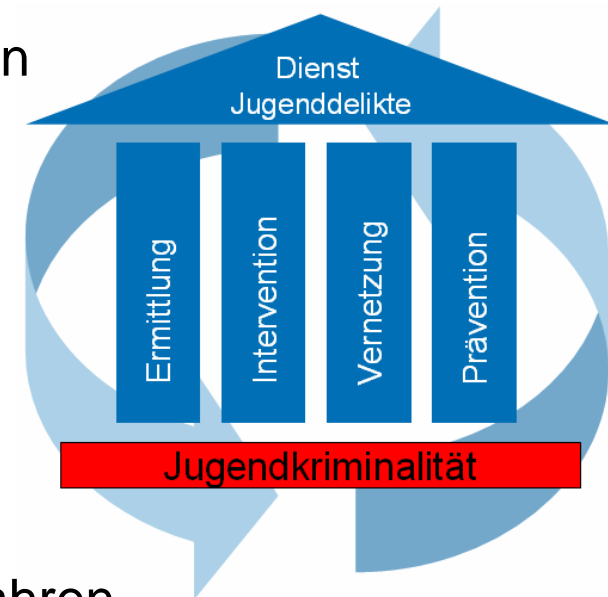 n
Dienst
Jugenddelikte
Ermittlung
Intervention
Vernetzung
Prävention
Jugendkriminalität